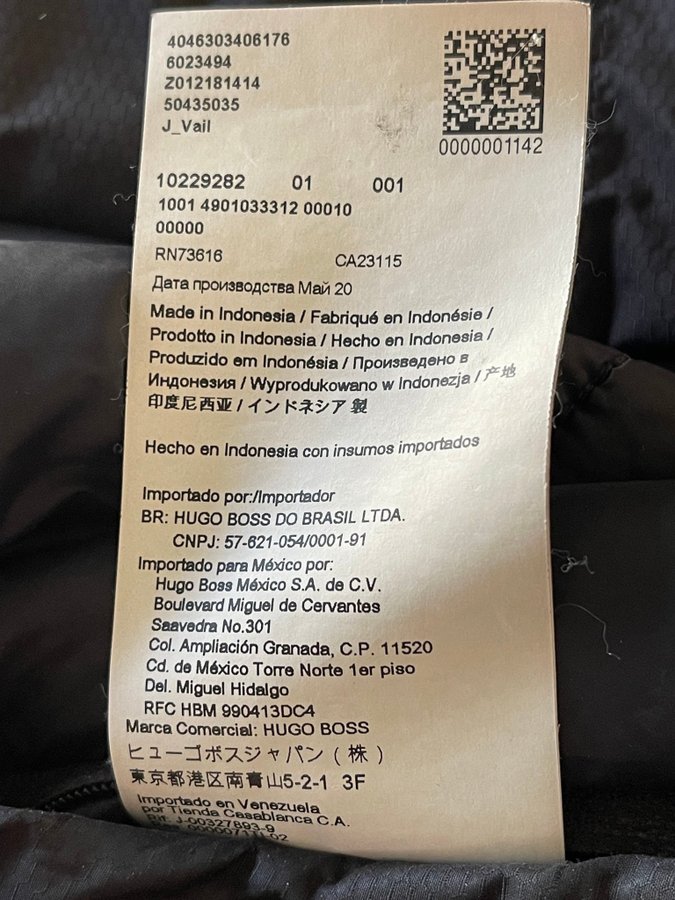 4046303406176
6023494
Z012181414
50435035
J_Vail
0000001142
10229282 01 001
1001 4901033312 00010
00000
RN73616 CA23115
Дата производства Май 20
Made in Indonesia / Fabriqué en Indonésie /
Prodotto in Indonesia / Hecho en Indonesia /
Produzido em Indonésia / Произведено в
Индонезия / Wyprodukowano w Indonezja / 产地
印度尼西亚 / インドネシア 製
Hecho en Indonesia con insumos importados
Importado por:/Importador
BR: HUGO BOSS DO BRASIL LTDA.
CNPJ: 57-621-054/0001-91
Importado para México por:
Hugo Boss México S.A. de C.V.
Boulevard Miguel de Cervantes
Saavedra No.301
Col. Ampliación Granada, C.P. 11520
Cd. de México Torre Norte 1er piso
Del. Miguel Hidalgo
RFC HBM 990413DC4
Marca Comercial: HUGO BOSS
ヒューゴボスジャパン ( 株 )
東京都港区南青山5-2-1 3F
Importado en Venezuela
por Tienda Casablanca C.A.
Rif. J-00327893-9